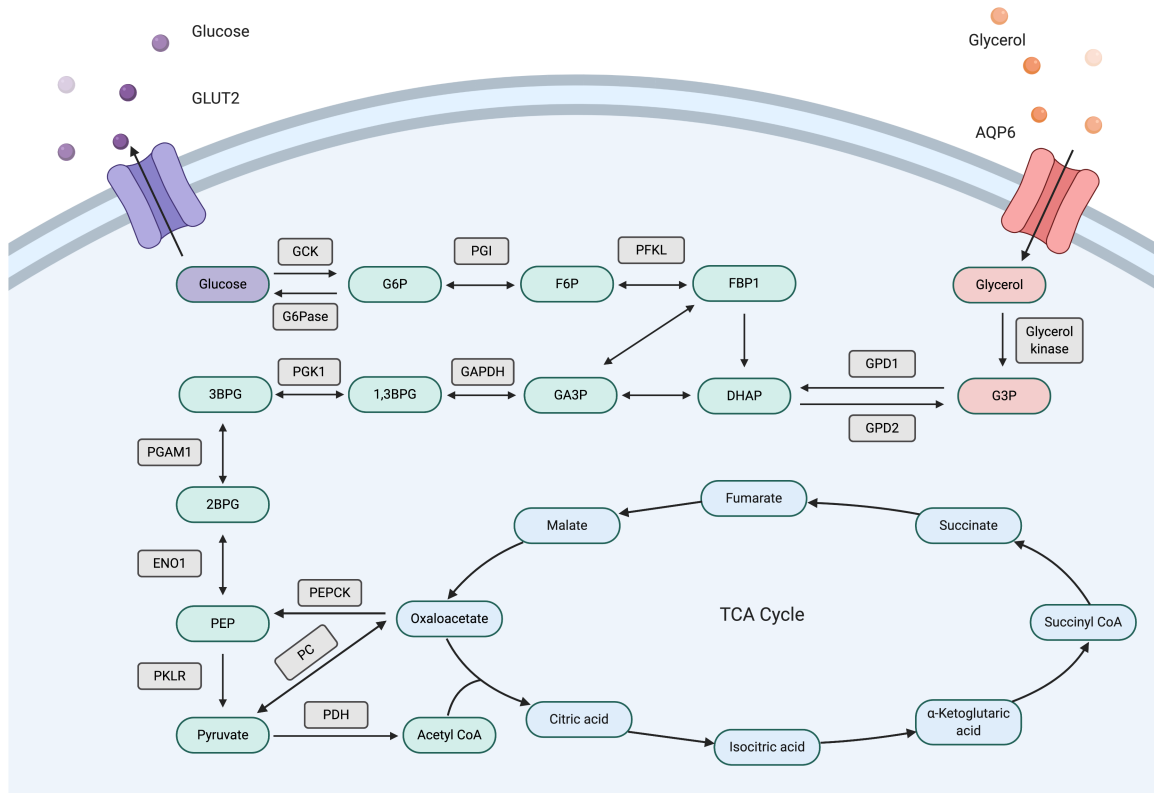 Glucose
Glycerol
GLUT2
AQP6
GCK
PGI
PFKL
Glucose
G6P
F6P
FBP1
Glycerol
G6Pase
Glycerol
kinase
PGK1
GAPDH
GPD1
3BPG
1,3BPG
GA3P
DHAP
G3P
GPD2
PGAM1
2BPG
Fumarate
Malate
Succinate
ENO1
PEPCK
PEP
Oxaloacetate
TCA Cycle
Succinyl CoA
PC
PKLR
PDH
Pyruvate
Acetyl CoA
Citric acid
Isocitric acid
α-Ketoglutaric
acid